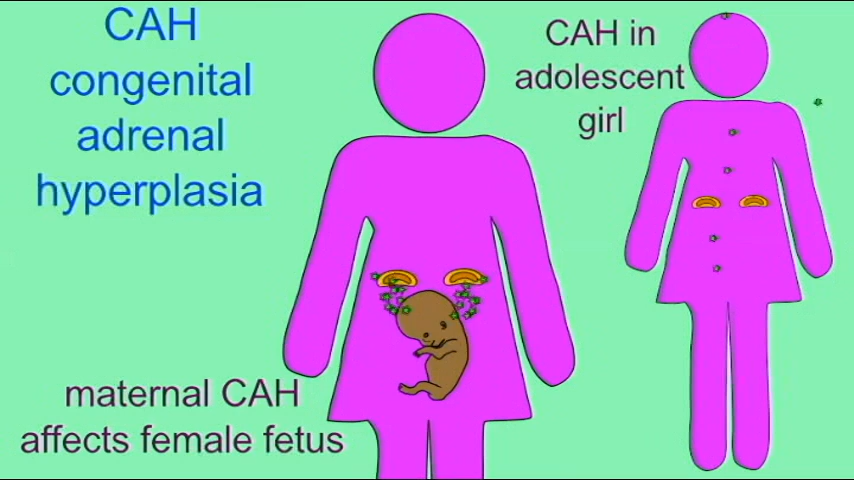 CAH
congenital
adrenal
hyperplasia
CAH in
adolescent
girl
maternal CAH
affects female fetus